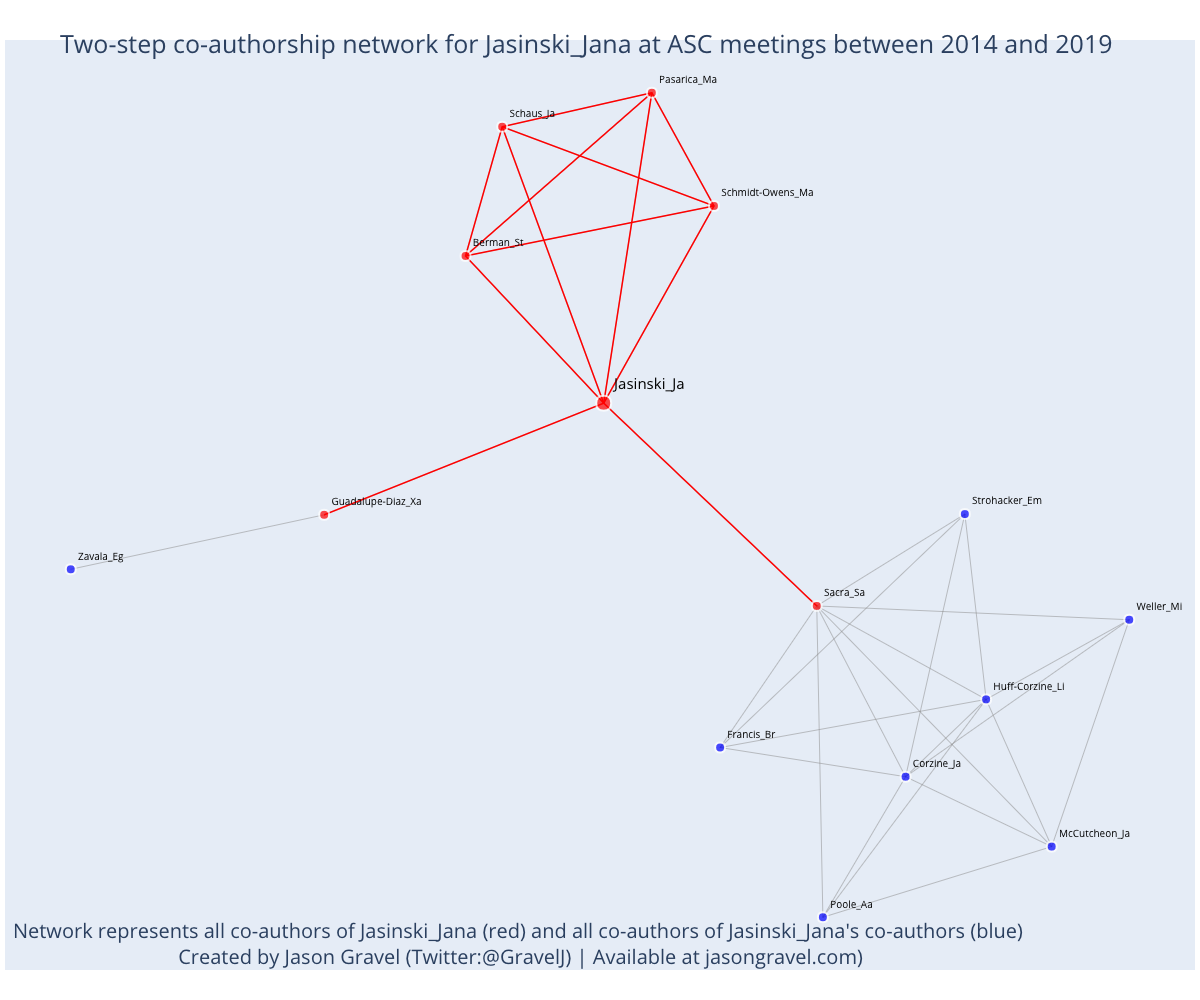 Two-step co-authorship network for Jasinski_Jana at ASC meetings between 2014 and 2019
Pasarica_Ma
Schaus_Ja
Schmidt-Owens_Ma
Berman_St
Jasinski_Ja
Guadalupe-Diaz_Xa
Strohacker_Em
Zavala_Eg
Sacra_Sa
Weller_Mi
Huff-Corzine_Li
Francis_Br
Corzine_Ja
McCutcheon_Ja
Poole_Aa
Network represents all co-authors of Jasinski_Jana (red) and all co-authors of Jasinski_Jana's co-authors (blue)
Created by Jason Gravel (Twitter:@GravelJ) | Available at jasongravel.com)